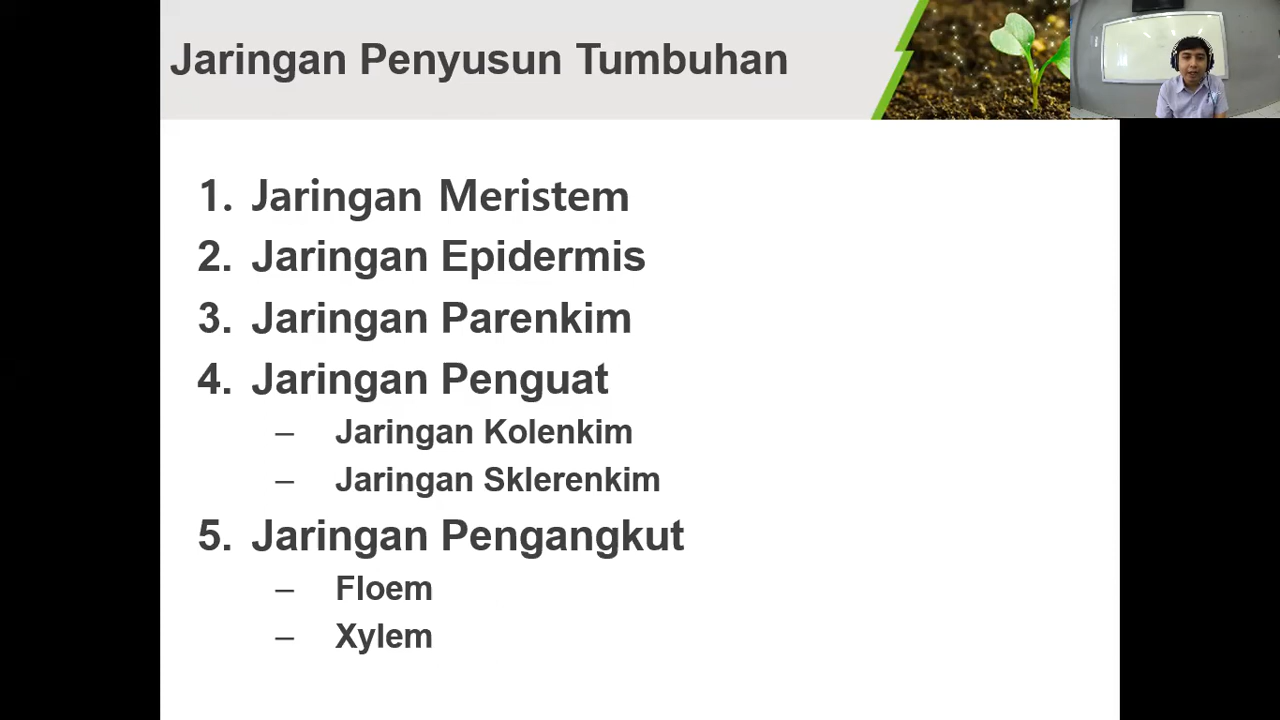 Jaringan Penyusun Tumbuhan
1. Jaringan Meristem
2. Jaringan Epidermis
3. Jaringan Parenkim
4. Jaringan Penguat
– Jaringan Kolenkim
– Jaringan Sklerenkim
5. Jaringan Pengangkut
– Floem
– Xylem